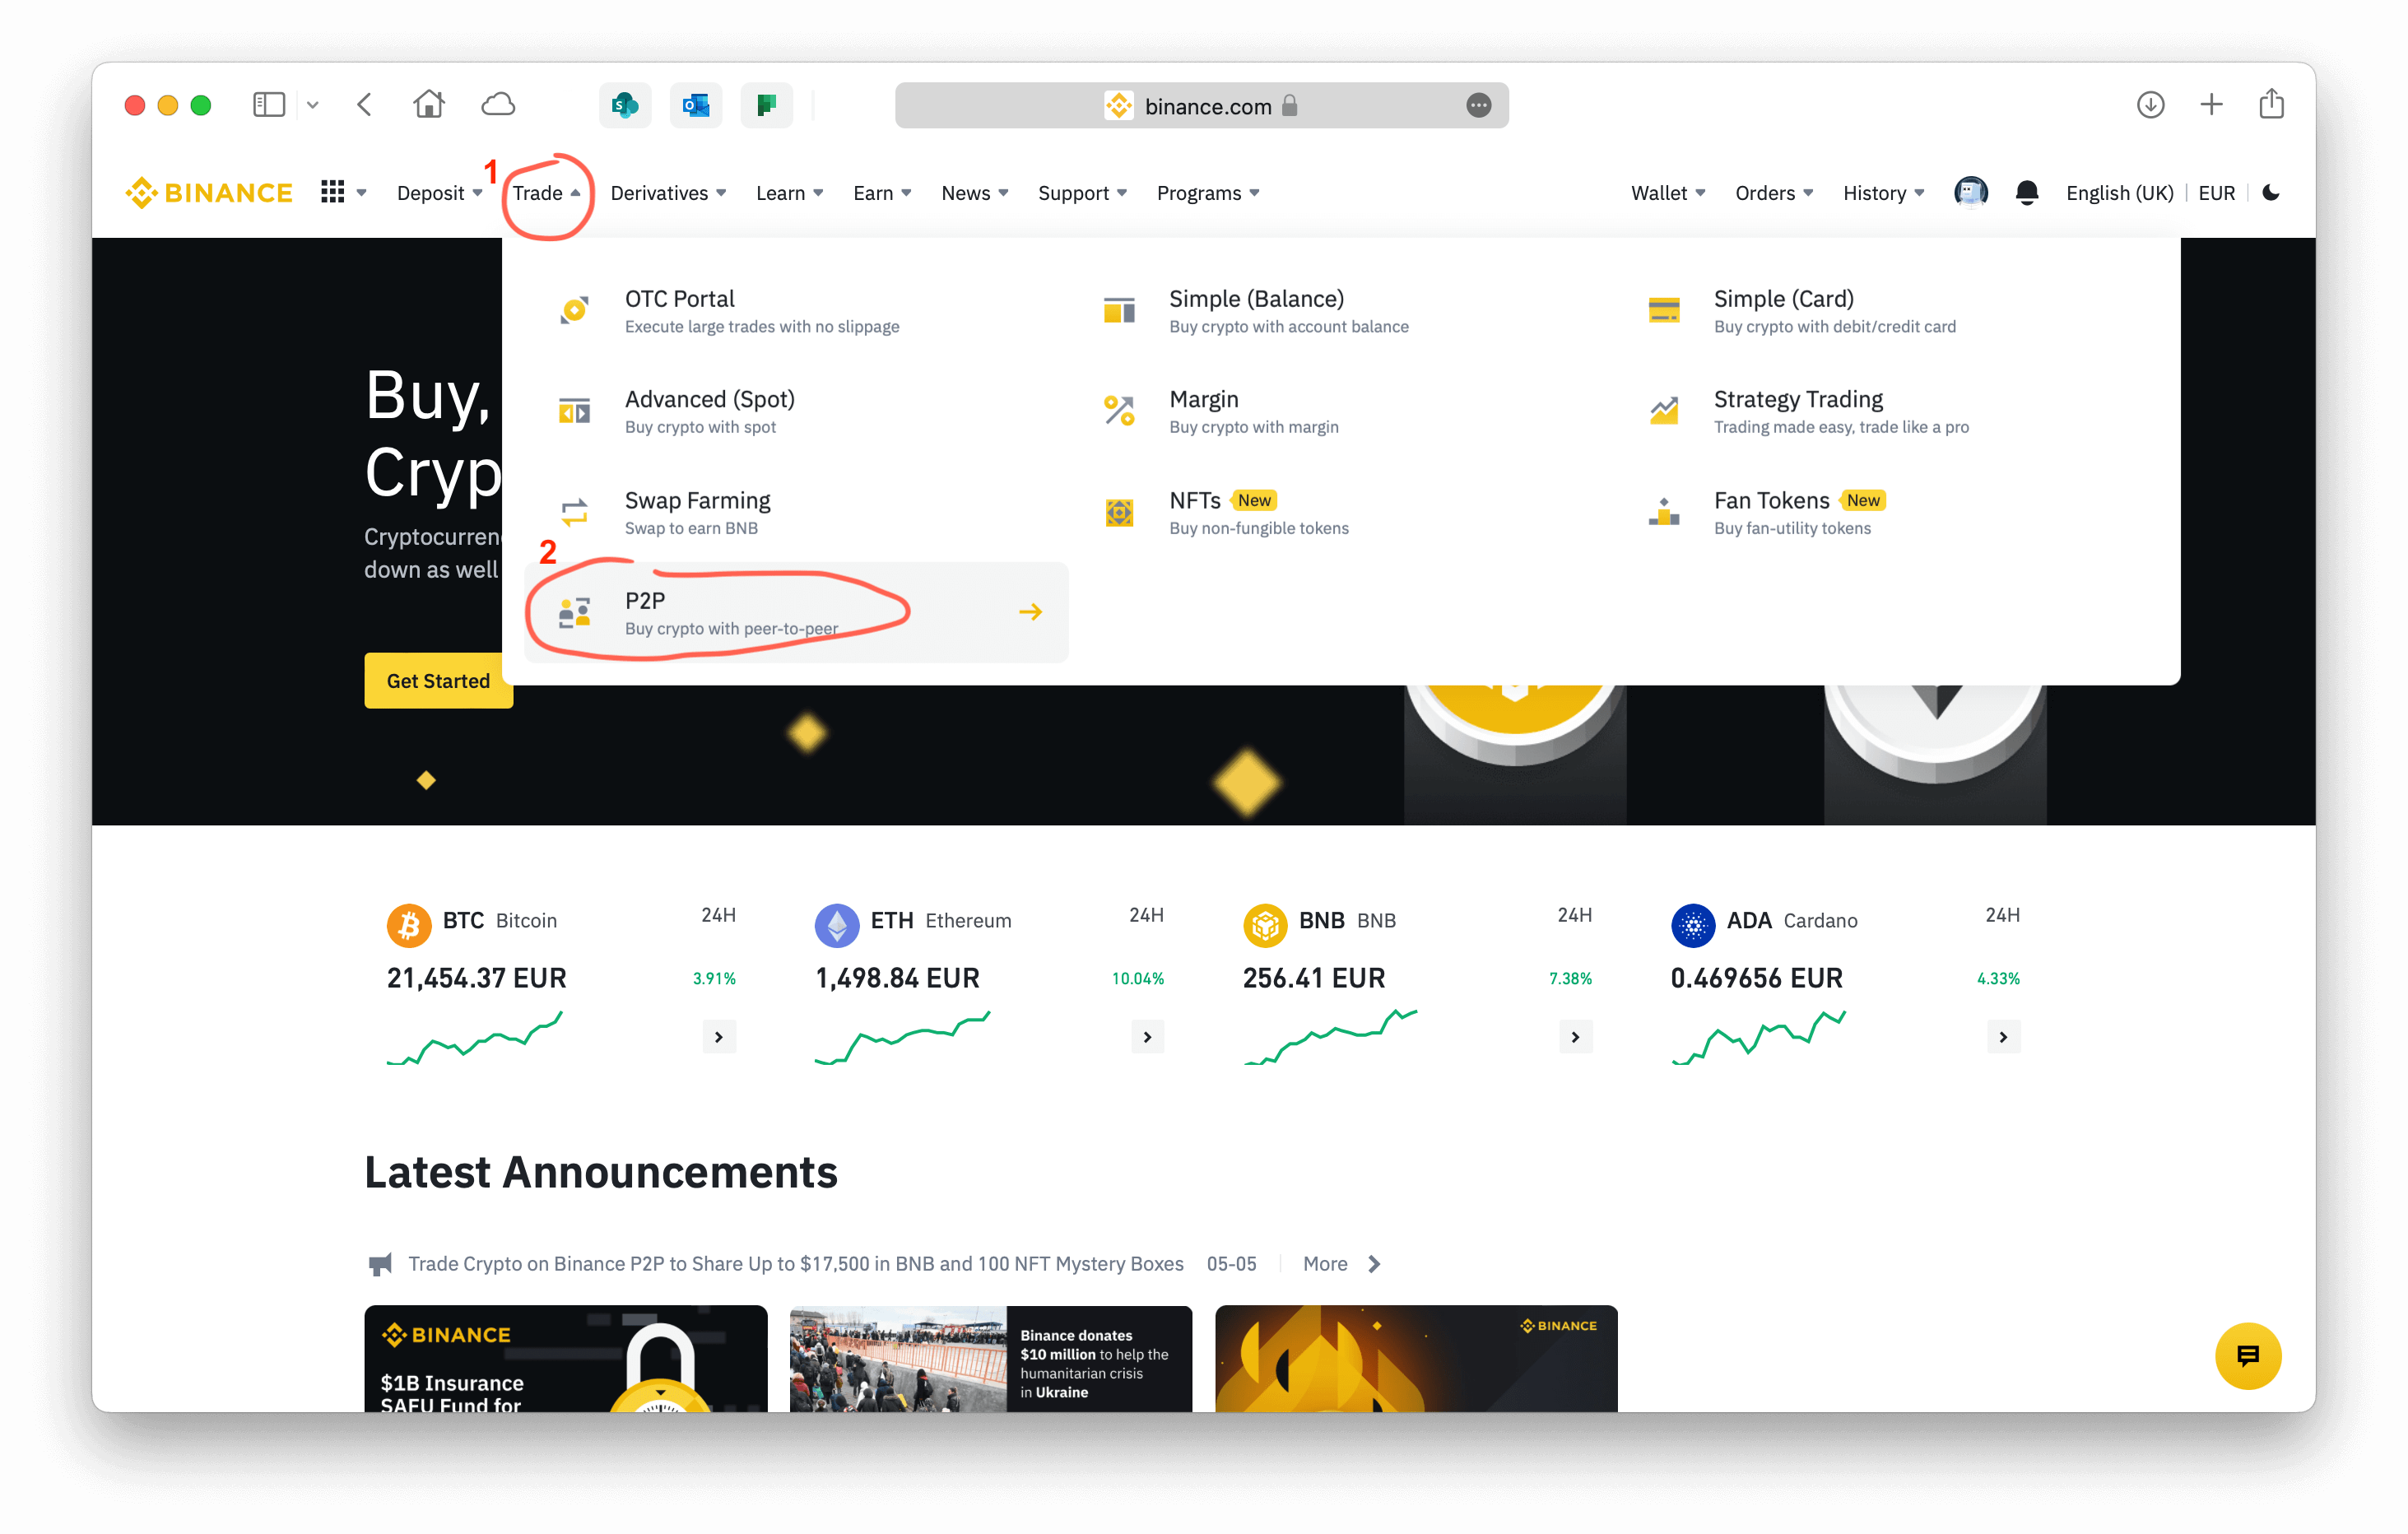 binance.com
1
BINANCE
Deposit
Trade
Derivatives
Learn
Earn
News
Support
Programs
Wallet
Orders
History
English (UK)
EUR
OTC Portal
Execute large trades with no slippage
Simple (Balance)
Buy crypto with account balance
Simple (Card)
Buy crypto with debit/credit card
Advanced (Spot)
Buy crypto with spot
Margin
Buy crypto with margin
Strategy Trading
Trading made easy, trade like a pro
Swap Farming
Swap to earn BNB
NFTs New
Buy non-fungible tokens
Fan Tokens New
Buy fan-utility tokens
2
P2P
Buy crypto with peer-to-peer
Buy,
Cryp
Cryptocurren
down as well
Get Started
BTC Bitcoin
24H
21,454.37 EUR
3.91%
ETH Ethereum
24H
1,498.84 EUR
10.04%
BNB BNB
24H
256.41 EUR
7.38%
ADA Cardano
24H
0.469656 EUR
4.33%
Latest Announcements
Trade Crypto on Binance P2P to Share Up to $17,500 in BNB and 100 NFT Mystery Boxes 05-05 More
BINANCE
$1B Insurance
SAFU Fund for
Binance donates
$10 million to help the
humanitarian crisis
in Ukraine
BINANCE